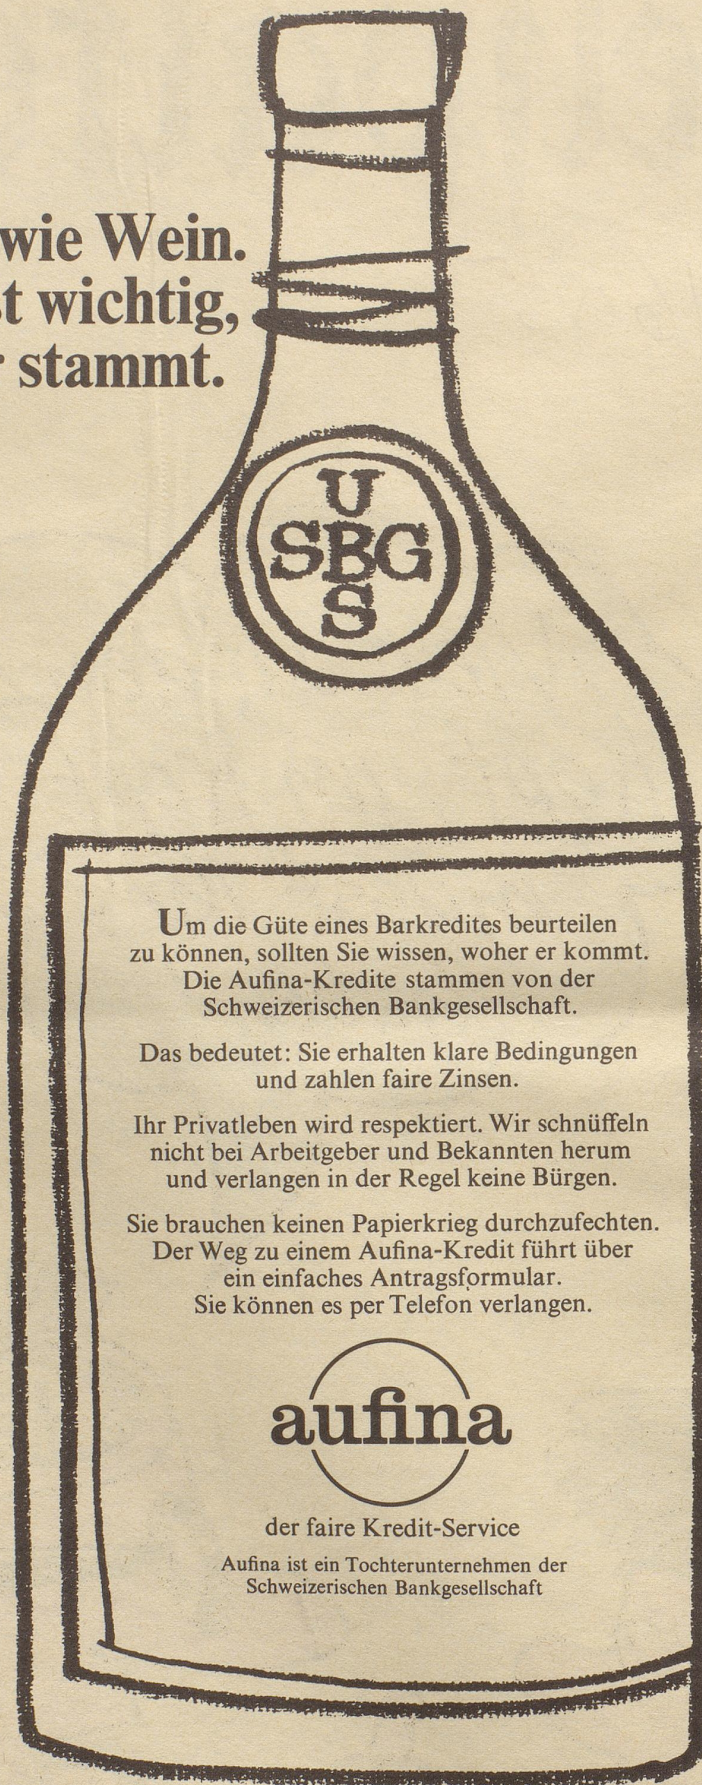 wie Wein.
st wichtig,
r stammt.
U
SBG
S
Um die Güte eines Barkredites beurteilen
zu können, sollten Sie wissen, woher er kommt.
Die Aufina-Kredite stammen von der
Schweizerischen Bankgesellschaft.
Das bedeutet: Sie erhalten klare Bedingungen
und zahlen faire Zinsen.
Ihr Privatleben wird respektiert. Wir schnüffeln
nicht bei Arbeitgeber und Bekannten herum
und verlangen in der Regel keine Bürgen.
Sie brauchen keinen Papierkrieg durchzufechten.
Der Weg zu einem Aufina-Kredit führt über
ein einfaches Antragsformular.
Sie können es per Telefon verlangen.
aufina
der faire Kredit-Service
Aufina ist ein Tochterunternehmen der
Schweizerischen Bankgesellschaft